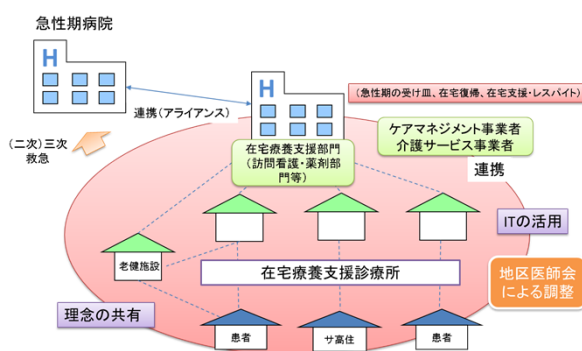 急性期病院
H
H
連携(アライアンス)
(急性期の受け皿、在宅復帰、在宅支援・レスパイト)
(二次)三次
救急
在宅療養支援部門
(訪問看護・薬剤部
門等)
ケアマネジメント事業者
介護サービス事業者
連携
ITの活用
老健施設
在宅療養支援診療所
地区医師会
による調整
理念の共有
患者
サ高住
患者